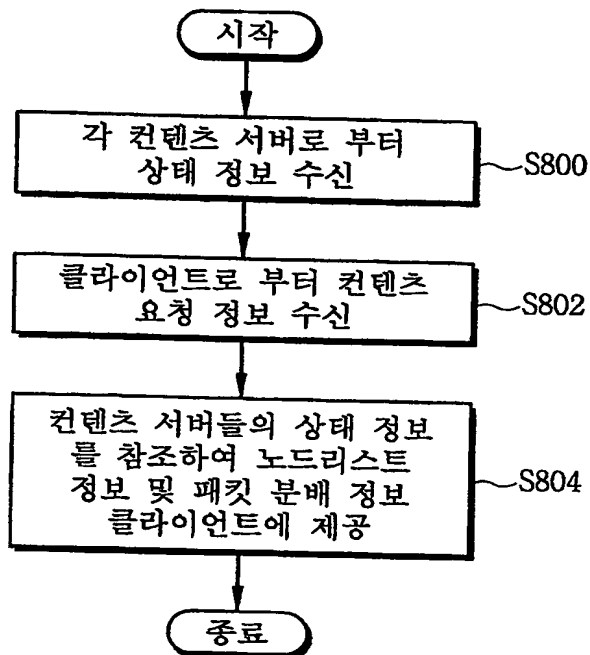 시작
각 컨텐츠 서버로 부터
상태 정보 수신
S800
클라이언트로 부터 컨텐츠
요청 정보 수신
S802
컨텐츠 서버들의 상태 정보
를 참조하여 노드리스트
정보 및 패킷 분배 정보
클라이언트에 제공
S804
종료